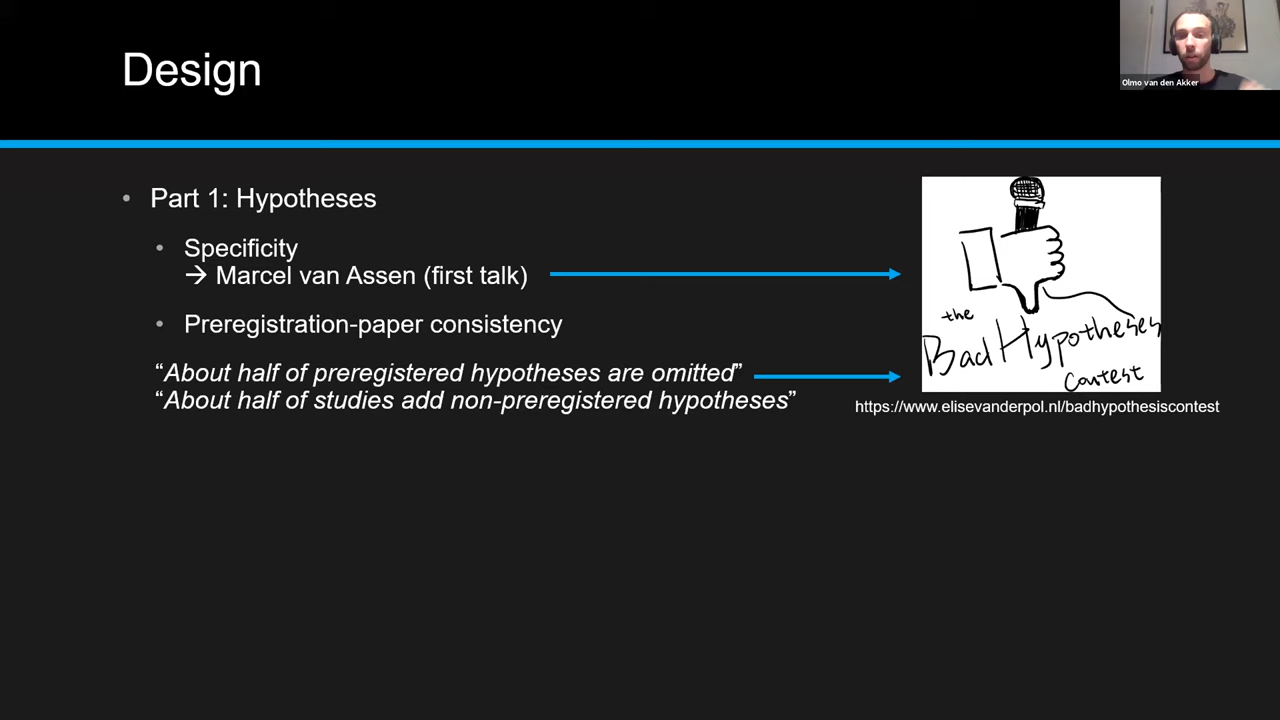 Design
Olmo van den Akker
• Part 1: Hypotheses
• Specificity
→ Marcel van Assen (first talk)
• Preregistration-paper consistency
“About half of preregistered hypotheses are omitted”
“About half of studies add non-preregistered hypotheses”
the
Bad Hypotheses
Contest
https://www.elisevanderpol.nl/badhypothesiscontest